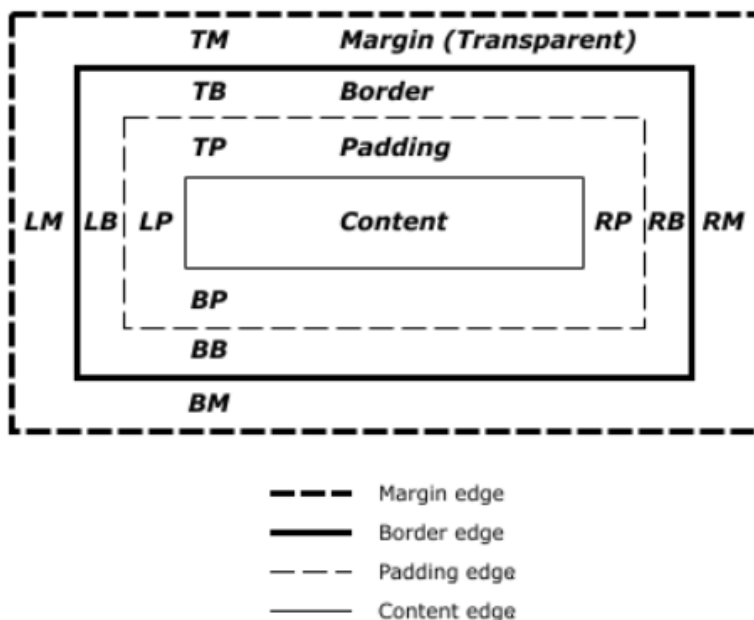 TM Margin (Transparent)
TB Border
TP Padding
LM LB LP Content RP RB RM
BP
BB
BM
Margin edge
Border edge
Padding edge
Content edge